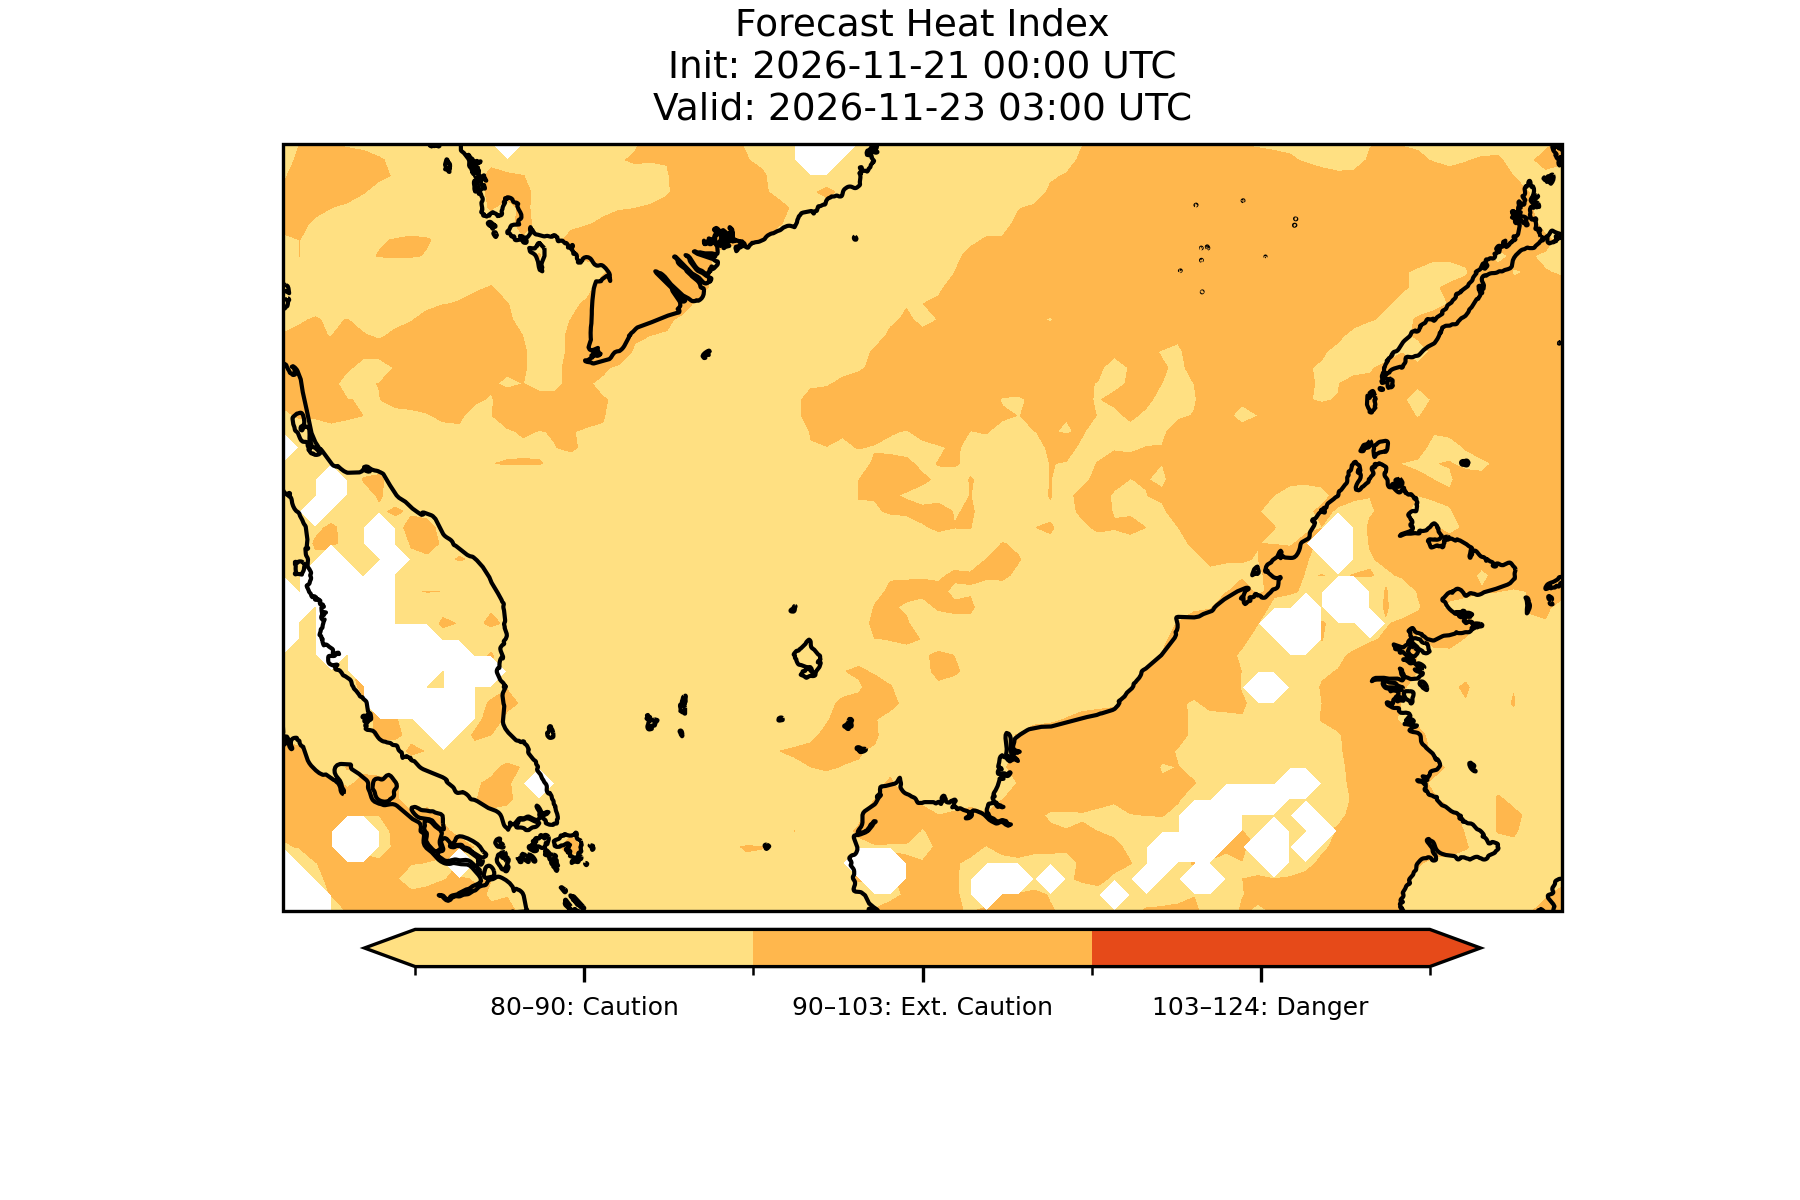 Forecast Heat Index
Init: 2026-11-21 00:00 UTC
Valid: 2026-11-23 03:00 UTC
80–90: Caution
90–103: Ext. Caution
103–124: Danger